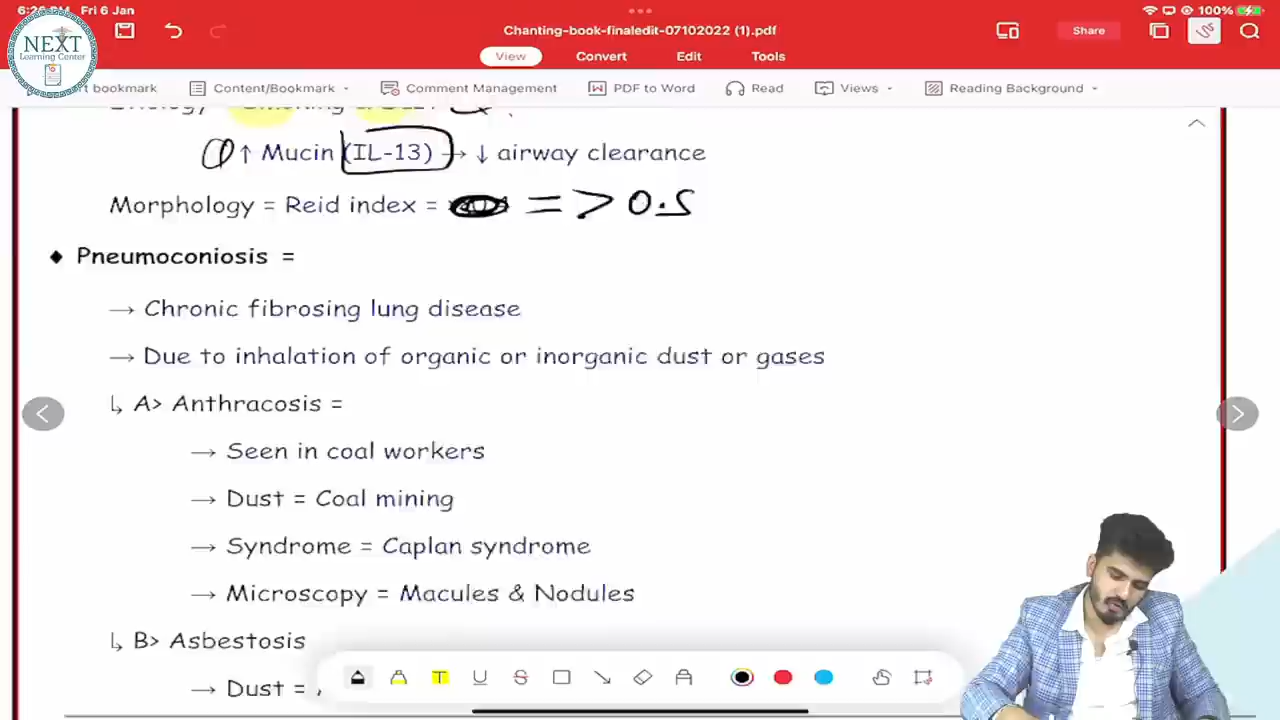 6:26 PM Fri 6 Jan
100%
NEXT
Learning Center
Chanting-book-finaledit-07102022 (1).pdf
Share
View Convert Edit Tools
bookmark Content/Bookmark Comment Management PDF to Word Read Views Reading Background
① ↑ Mucin (IL-13) → ↓ airway clearance
Morphology = Reid index = = > 0.5
◆ Pneumoconiosis =
→ Chronic fibrosing lung disease
→ Due to inhalation of organic or inorganic dust or gases
↳ A> Anthracosis =
→ Seen in coal workers
→ Dust = Coal mining
→ Syndrome = Caplan syndrome
→ Microscopy = Macules & Nodules
↳ B> Asbestosis
→ Dust =